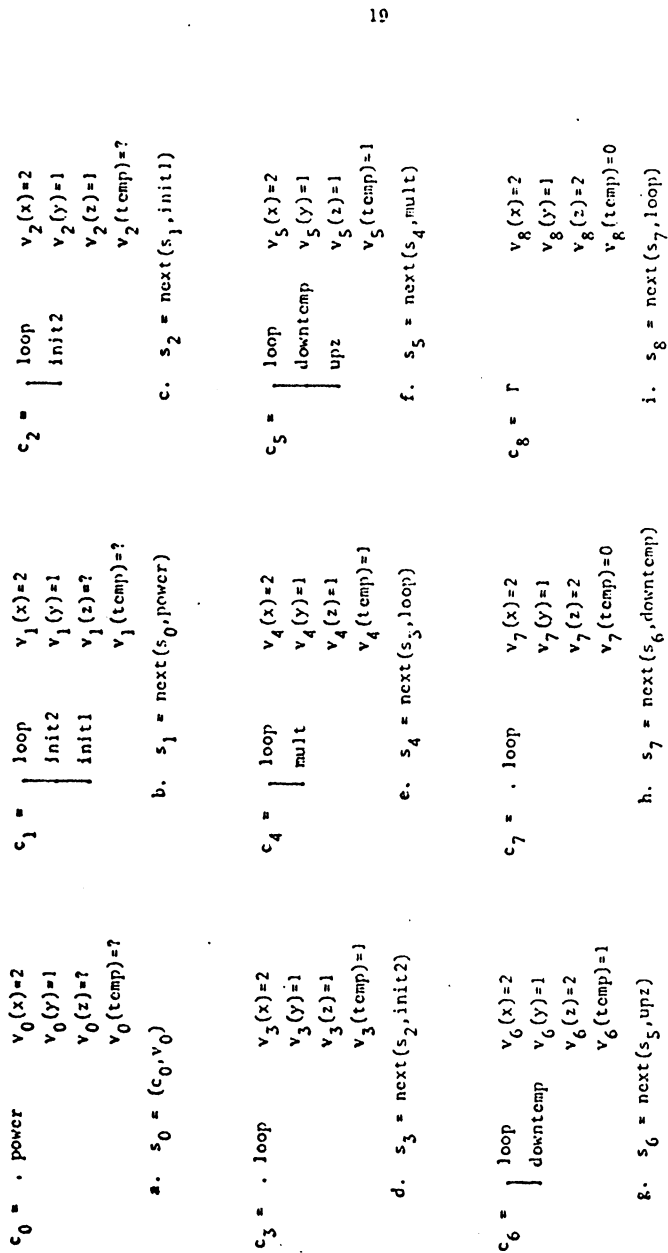 19
c₀ = . power v₀(x)=2
v₀(y)=1
v₀(z)=?
v₀(temp)=?
a. s₀ = (c₀,v₀)
c₁ = loop v₁(x)=2
init2 v₁(y)=1
init1 v₁(z)=?
v₁(temp)=?
b. s₁ = next(s₀,power)
c₂ = loop v₂(x)=2
init2 v₂(y)=1
v₂(z)=1
v₂(temp)=?
c. s₂ = next(s₁,init1)
c₃ = . loop v₃(x)=2
v₃(y)=1
v₃(z)=1
v₃(temp)=1
d. s₃ = next(s₂,init2)
c₄ = loop v₄(x)=2
mult v₄(y)=1
v₄(z)=1
v₄(temp)=1
e. s₄ = next(s₃,loop)
c₅ = loop v₅(x)=2
downtemp v₅(y)=1
upz v₅(z)=1
v₅(temp)=1
f. s₅ = next(s₄,mult)
c₆ = loop v₆(x)=2
downtemp v₆(y)=1
v₆(z)=2
v₆(temp)=1
g. s₆ = next(s₅,upz)
c₇ = . loop v₇(x)=2
v₇(y)=1
v₇(z)=2
v₇(temp)=0
h. s₇ = next(s₆,downtemp)
c₈ = Γ v₈(x)=2
v₈(y)=1
v₈(z)=2
v₈(temp)=0
i. s₈ = next(s₇,loop)